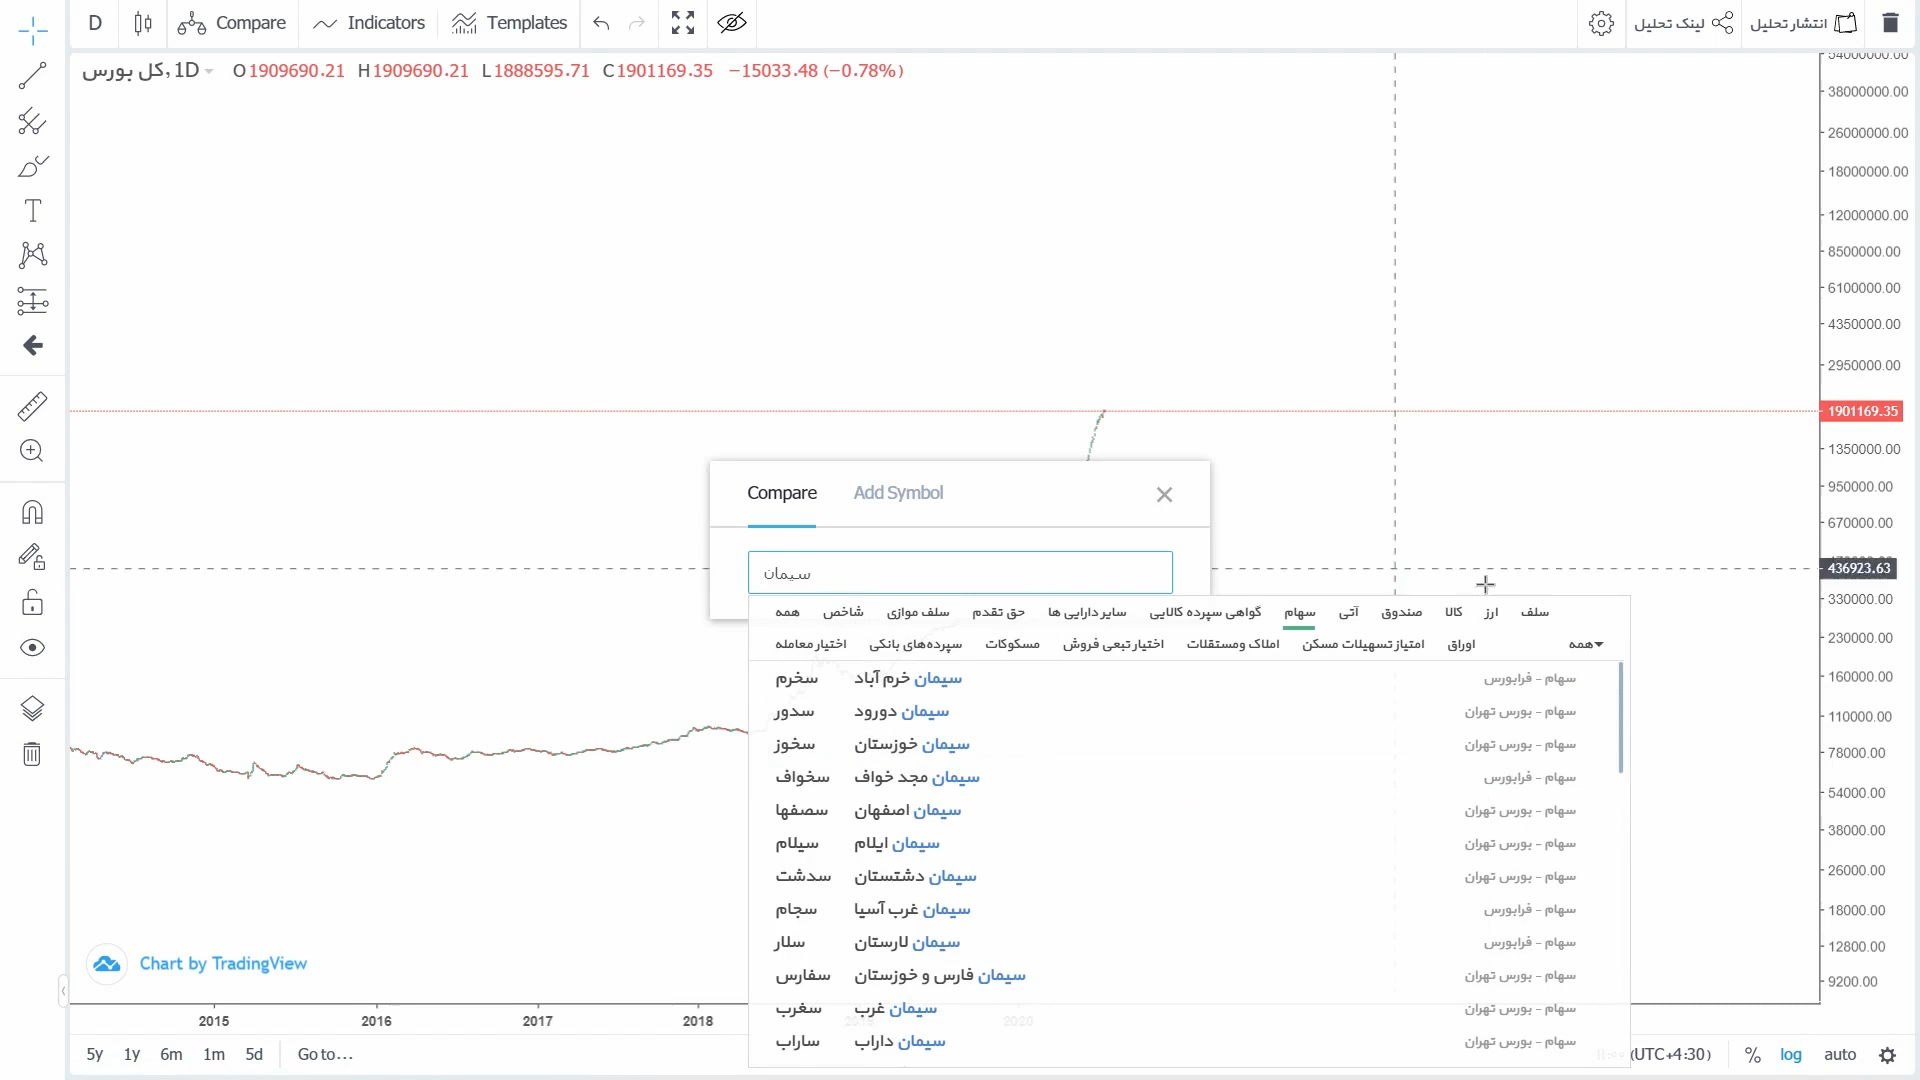 D Compare Indicators Templates
لینک تحلیل
انتشار تحلیل
کل بورس, 1D O1909690.21 H1909690.21 L1888595.71 C1901169.35 −15033.48 (−0.78%)
54000000.00
38000000.00
26000000.00
18000000.00
12000000.00
8500000.00
6100000.00
4350000.00
2950000.00
1901169.35
1350000.00
950000.00
670000.00
436923.63
330000.00
230000.00
160000.00
110000.00
78000.00
54000.00
38000.00
26000.00
18000.00
12800.00
9200.00
Compare Add Symbol
سیمان
همه شاخص سلف موازی حق تقدم سایر دارایی ها گواهی سپرده کالایی سهام آتی صندوق کالا ارز سلف
اختیار معامله سپرده‌های بانکی مسکوکات اختیار تبعی فروش املاک ومستقلات امتیاز تسهیلات مسکن اوراق همه
سخرم سیمان خرم آباد سهام - فرابورس
سدور سیمان دورود سهام - بورس تهران
سخوز سیمان خوزستان سهام - بورس تهران
سخواف سیمان مجد خواف سهام - فرابورس
سصفها سیمان اصفهان سهام - بورس تهران
سیلام سیمان ایلام سهام - بورس تهران
سدشت سیمان دشتستان سهام - بورس تهران
سجام سیمان غرب آسیا سهام - فرابورس
سلار سیمان لارستان سهام - فرابورس
سفارس سیمان فارس و خوزستان سهام - بورس تهران
سغرب سیمان غرب سهام - بورس تهران
ساراب سیمان داراب سهام - بورس تهران
Chart by TradingView
2015 2016 2017 2018 2019 2020
5y 1y 6m 1m 5d Go to... (UTC+4:30) % log auto